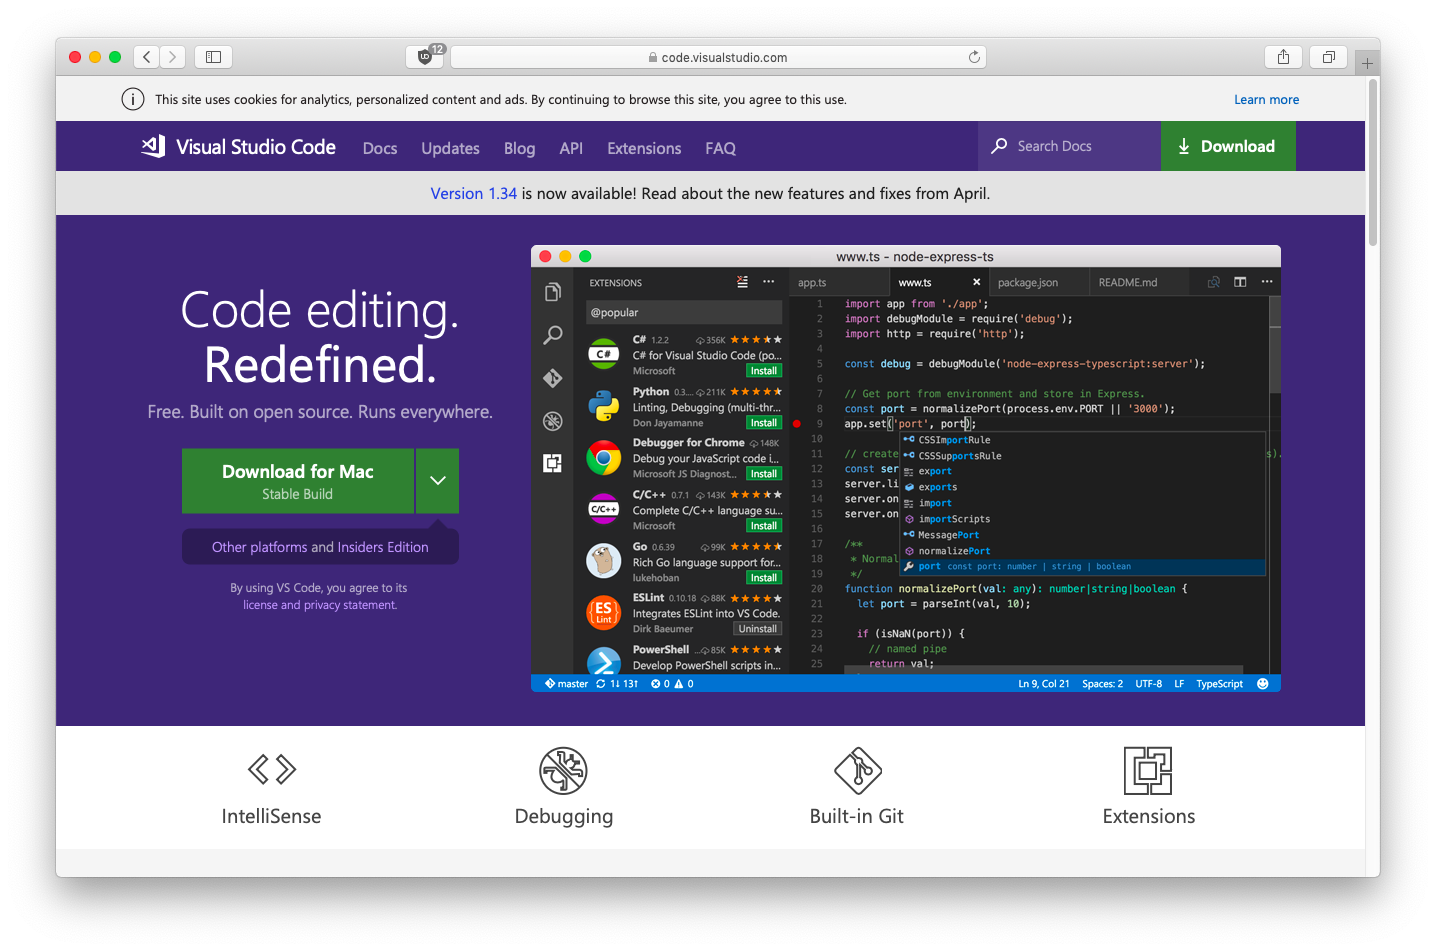 12
code.visualstudio.com
This site uses cookies for analytics, personalized content and ads. By continuing to browse this site, you agree to this use.
Learn more
Visual Studio Code
Docs
Updates
Blog
API
Extensions
FAQ
Search Docs
Download
Version 1.34 is now available! Read about the new features and fixes from April.
Code editing.
Redefined.
Free. Built on open source. Runs everywhere.
Download for Mac
Stable Build
Other platforms and Insiders Edition
By using VS Code, you agree to its
license and privacy statement.
www.ts - node-express-ts
EXTENSIONS
@popular
C# 1.2.2 356K
C# for Visual Studio Code (po...
Microsoft
Install
Python 0.3.... 211K
Linting, Debugging (multi-thr...
Don Jayamanne
Install
Debugger for Chrome 148K
Debug your JavaScript code i...
Microsoft JS Diagnost...
Install
C/C++ 0.7.1 143K
Complete C/C++ language su...
Microsoft
Install
Go 0.6.39 99K
Rich Go language support for...
lukehoban
Install
ES
Lint
ESLint 0.10.18 88K
Integrates ESLint into VS Code.
Dirk Baeumer
Uninstall
PowerShell ... 85K
Develop PowerShell scripts in...
app.ts
www.ts
package.json
README.md
1 import app from './app';
2 import debugModule = require('debug');
3 import http = require('http');
4
5 const debug = debugModule('node-express-typescript:server');
6
7 // Get port from environment and store in Express.
8 const port = normalizePort(process.env.PORT || '3000');
9 app.set('port', port);
10
11 // create s).
12 const ser
13 server.li
14 server.on
15 server.on
16
17 /**
18 * Normal
19 */
20 function normalizePort(val: any): number|string|boolean {
21 let port = parseInt(val, 10);
22
23 if (isNaN(port)) {
24 // named pipe
25 return val;
CSSImportRule
CSSSupportsRule
export
exports
import
importScripts
MessagePort
normalizePort
port const port: number | string | boolean
master 1↓ 13↑ 0 0
Ln 9, Col 21
Spaces: 2
UTF-8
LF
TypeScript
IntelliSense
Debugging
Built-in Git
Extensions